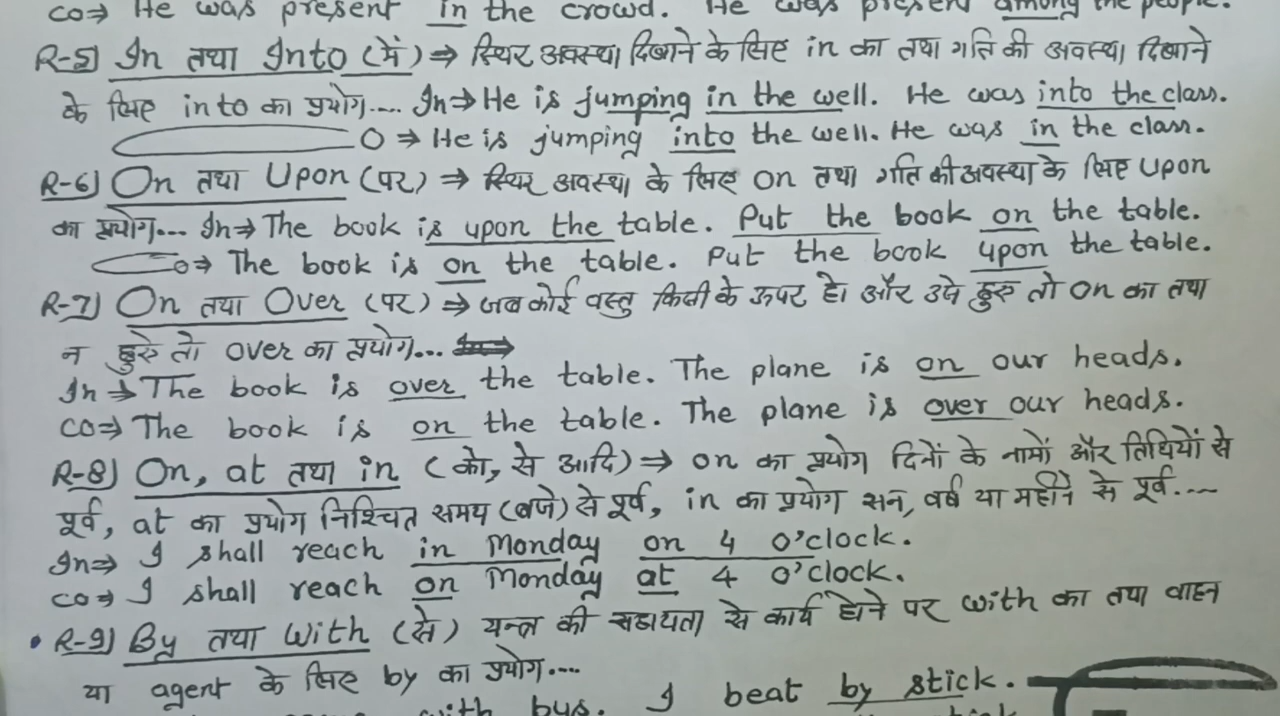 CO⇒ He was present in the crowd. He was present among the people.
R-5) In तथा Into (में) ⇒ स्थिर अवस्था दिखाने के लिए in का तथा गति की अवस्था दिखाने
के लिए into का प्रयोग.... In⇒ He is jumping in the well. He was into the class.
O ⇒ He is jumping into the well. He was in the class.
R-6) On तथा Upon (पर) ⇒ स्थिर अवस्था के लिए on तथा गति की अवस्था के लिए Upon
का प्रयोग... In⇒ The book is upon the table. Put the book on the table.
O⇒ The book is on the table. Put the book upon the table.
R-7) On तथा Over (पर) ⇒ जब कोई वस्तु किसी के ऊपर हो और उसे छुए तो on का तथा
न छुए तो over का प्रयोग...
In ⇒ The book is over the table. The plane is on our heads.
CO⇒ The book is on the table. The plane is over our heads.
R-8) On, at तथा in (को, से आदि) ⇒ on का प्रयोग दिनों के नामों और तिथियों से
पूर्व, at का प्रयोग निश्चित समय (बजे) से पूर्व, in का प्रयोग सन, वर्ष या महीने से पूर्व....
In⇒ I shall reach in Monday on 4 o'clock.
CO⇒ I shall reach on Monday at 4 o'clock.
• R-9) By तथा With (से) यन्त्र की सहायता से कार्य होने पर with का तथा वाहन
या agent के लिए by का प्रयोग....
with bus. I beat by stick.